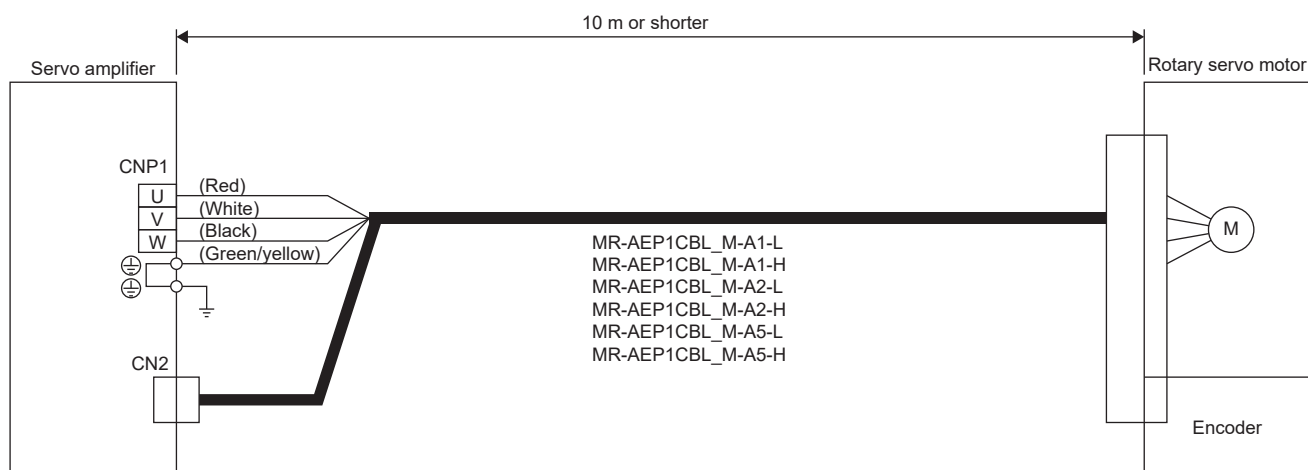 10 m or shorter
Servo amplifier
Rotary servo motor
CNP1
U
(Red)
V
(White)
W
(Black)
(Green/yellow)
M
MR-AEP1CBL_M-A1-L
MR-AEP1CBL_M-A1-H
MR-AEP1CBL_M-A2-L
MR-AEP1CBL_M-A2-H
MR-AEP1CBL_M-A5-L
MR-AEP1CBL_M-A5-H
CN2
Encoder